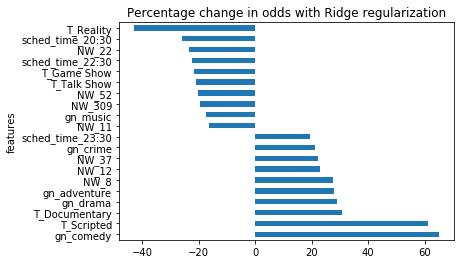 Percentage change in odds with Ridge regularization
features
T_Reality
sched_time_20:30
NW_22
sched_time_22:30
T_Game Show
T_Talk Show
NW_52
NW_309
gn_music
NW_11
sched_time_23:30
gn_crime
NW_37
NW_12
NW_8
gn_adventure
gn_drama
T_Documentary
T_Scripted
gn_comedy
−40 −20 0 20 40 60